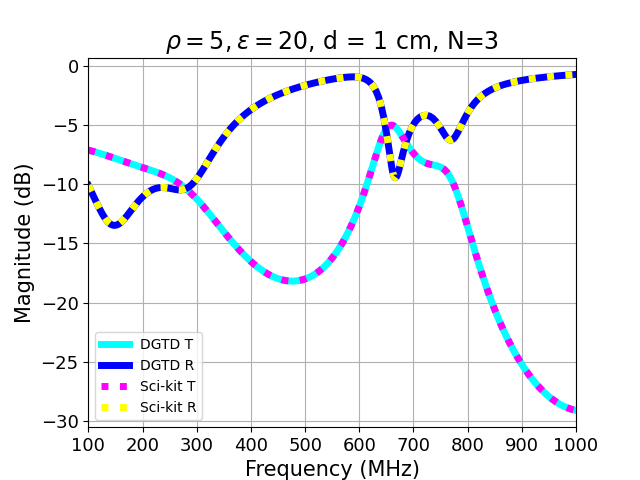 ρ = 5, ε = 20, d = 1 cm, N=3
0
−5
−10
−15
−20
−25
−30
Magnitude (dB)
DGTD T
DGTD R
Sci-kit T
Sci-kit R
100 200 300 400 500 600 700 800 900 1000
Frequency (MHz)